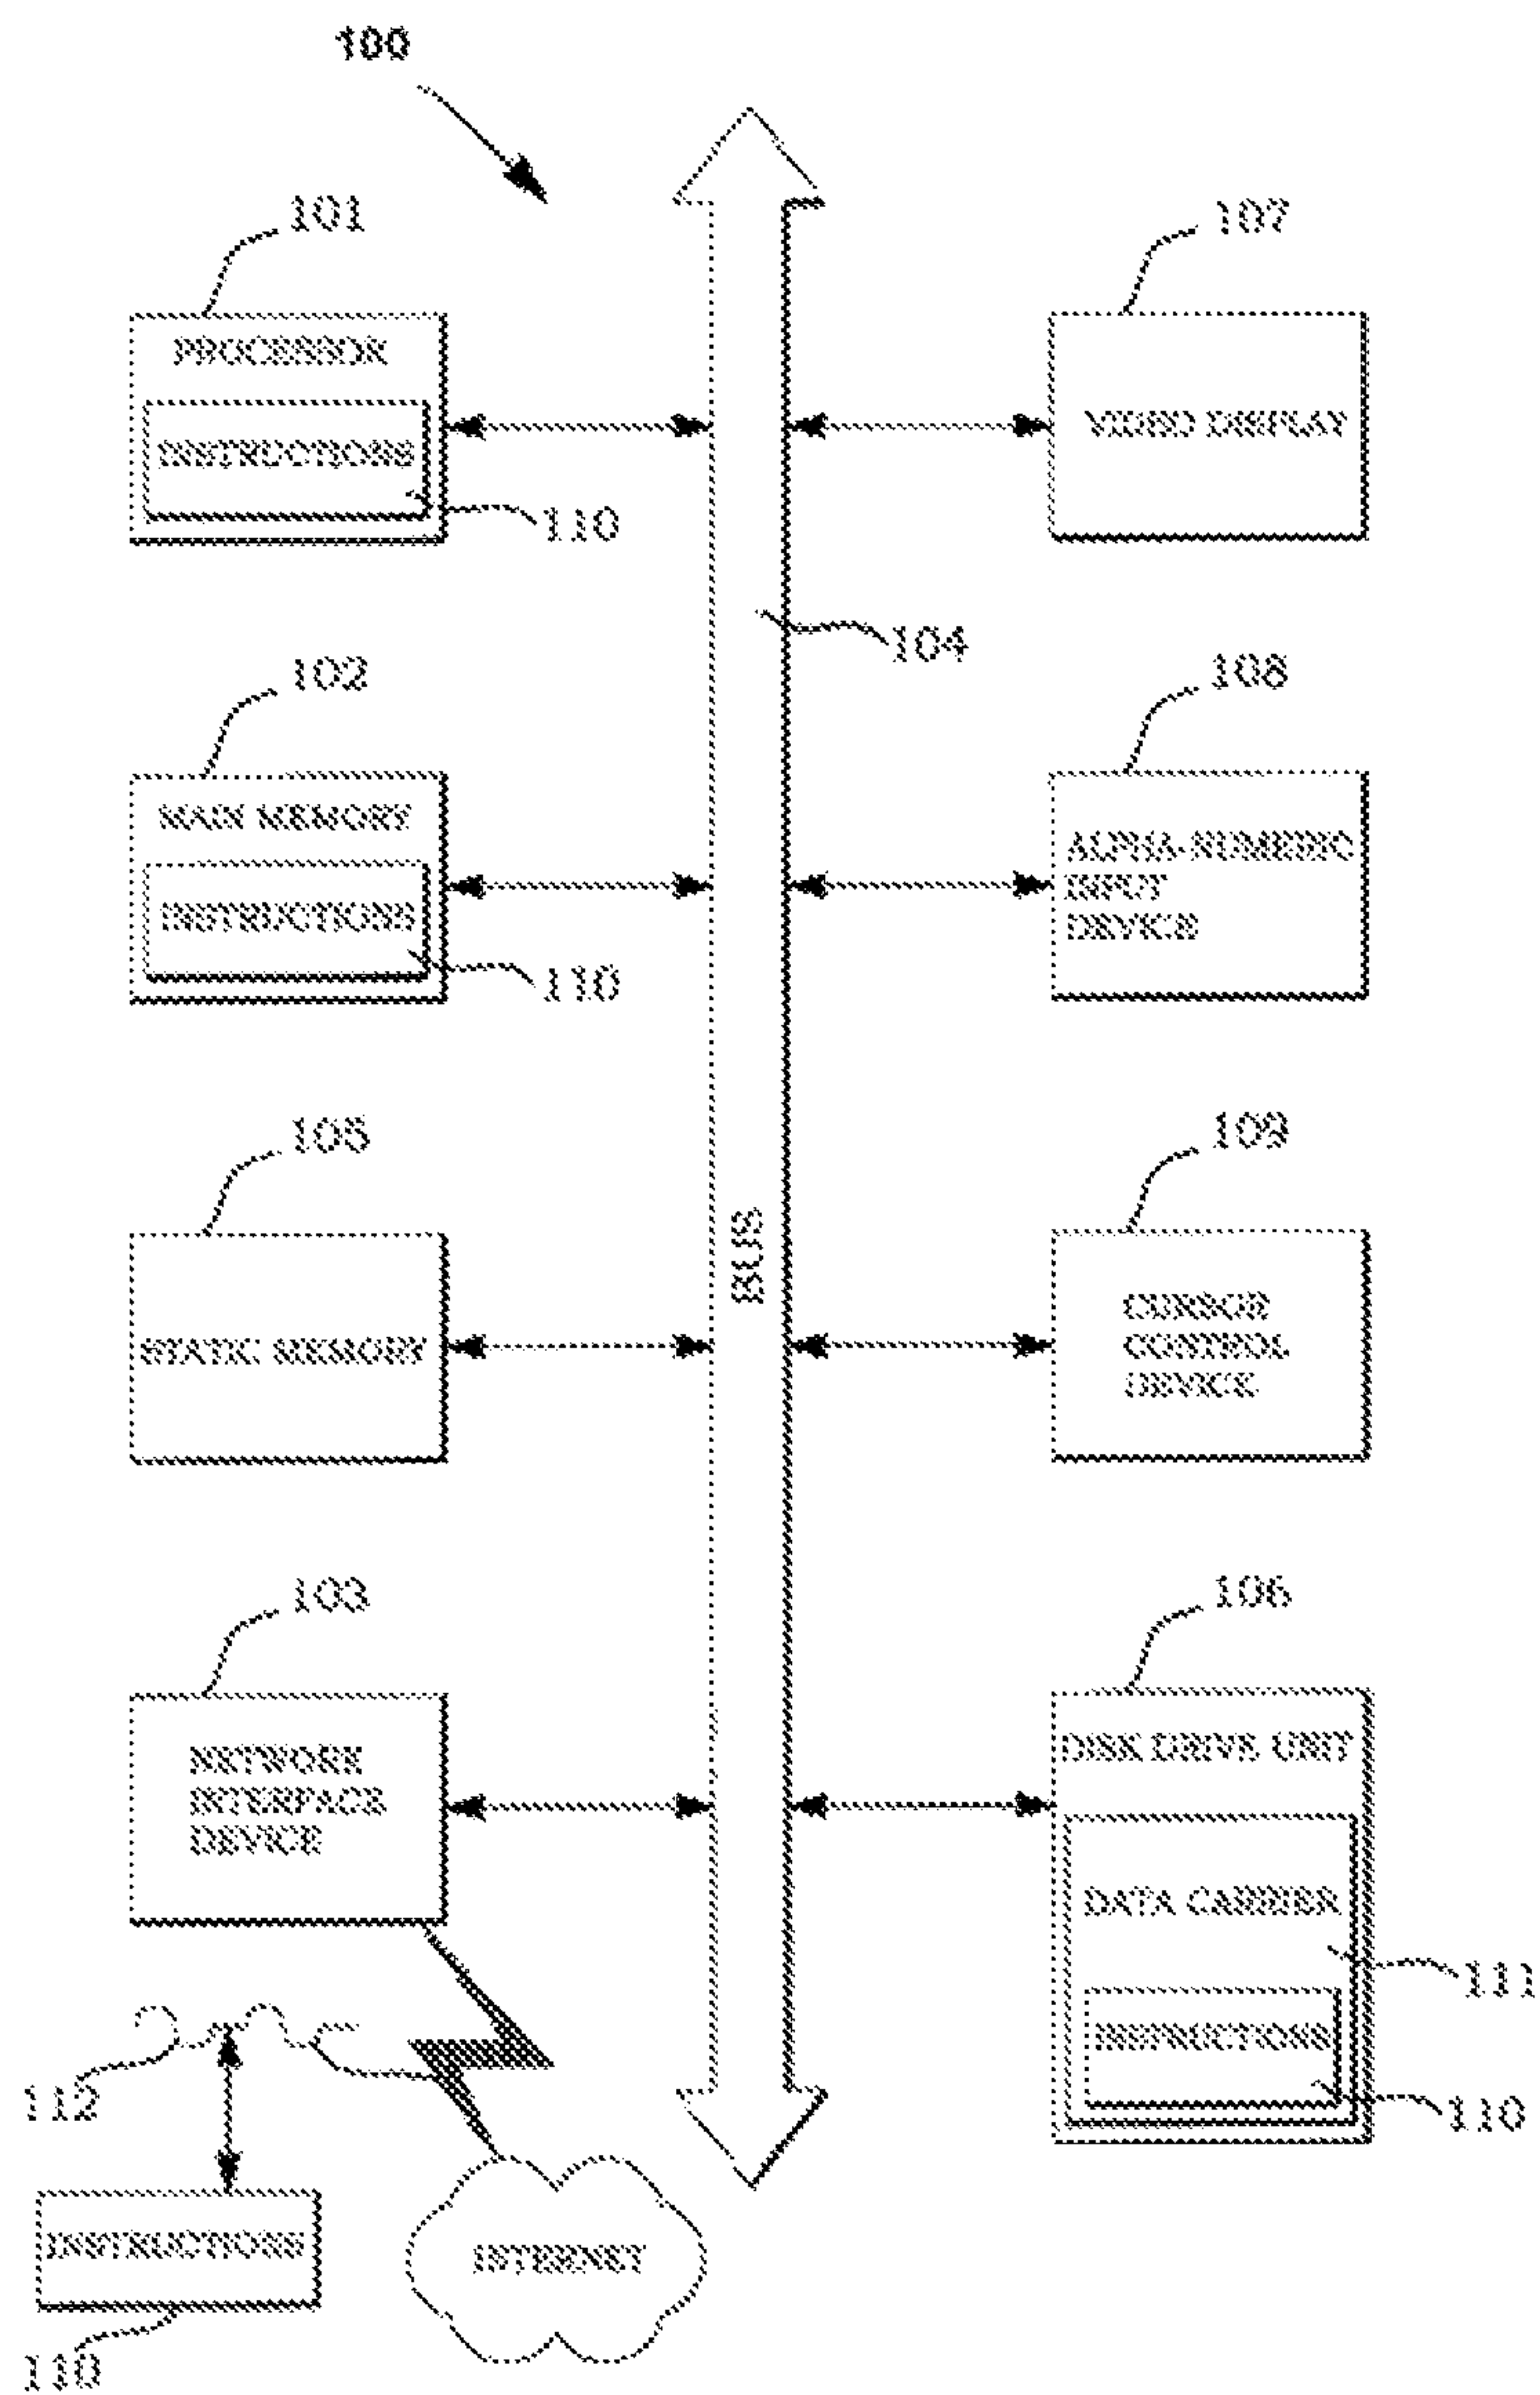 100
101
PROCESSOR
INSTRUCTIONS
110
107
VIDEO DISPLAY
104
102
MAIN MEMORY
INSTRUCTIONS
110
108
ALPHA-NUMERIC
INPUT
DEVICE
105
STATIC MEMORY
BUS
109
CURSOR
CONTROL
DEVICE
103
NETWORK
INTERFACE
DEVICE
106
DISK DRIVE UNIT
DATA CARRIER
111
INSTRUCTIONS
110
112
INSTRUCTIONS
110
INTERNET